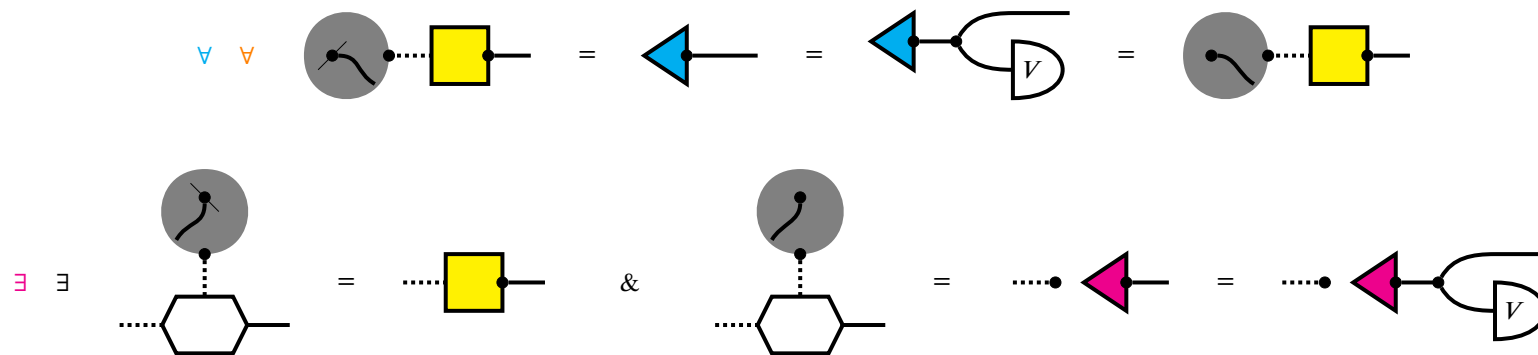 ∀ ∀ = = V =
∃ ∃ = & = = V